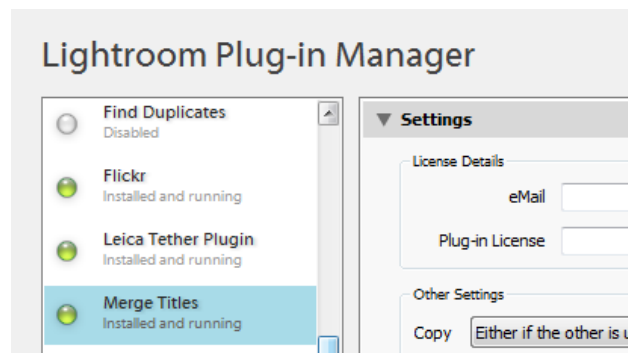 Lightroom Plug-in Manager
Find Duplicates
Disabled
Flickr
Installed and running
Leica Tether Plugin
Installed and running
Merge Titles
Installed and running
Settings
License Details
eMail
Plug-in License
Other Settings
Copy Either if the other is